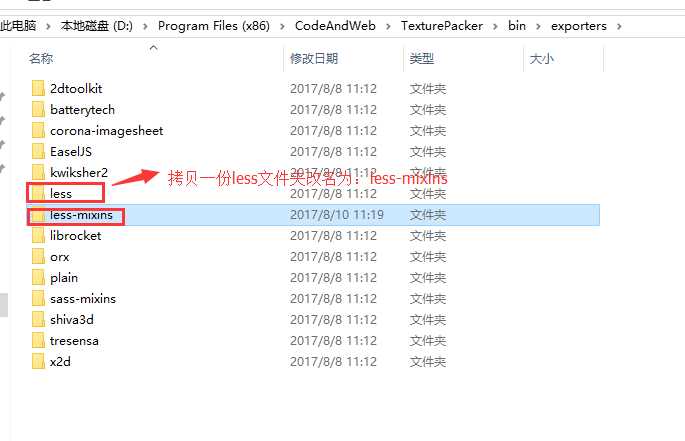 此电脑 > 本地磁盘 (D:) > Program Files (x86) > CodeAndWeb > TexturePacker > bin > exporters >
名称 修改日期 类型 大小
2dtoolkit 2017/8/8 11:12 文件夹
batterytech 2017/8/8 11:12 文件夹
corona-imagesheet 2017/8/8 11:12 文件夹
EaselJS 2017/8/8 11:12 文件夹
kwiksher2 2017/8/8 11:12 文件夹
拷贝一份less文件夹改名为：less-mixins
less 2017/8/8 11:12 文件夹
less-mixins 2017/8/10 11:19 文件夹
librocket 2017/8/8 11:12 文件夹
orx 2017/8/8 11:12 文件夹
plain 2017/8/8 11:12 文件夹
sass-mixins 2017/8/8 11:12 文件夹
shiva3d 2017/8/8 11:12 文件夹
tresensa 2017/8/8 11:12 文件夹
x2d 2017/8/8 11:12 文件夹